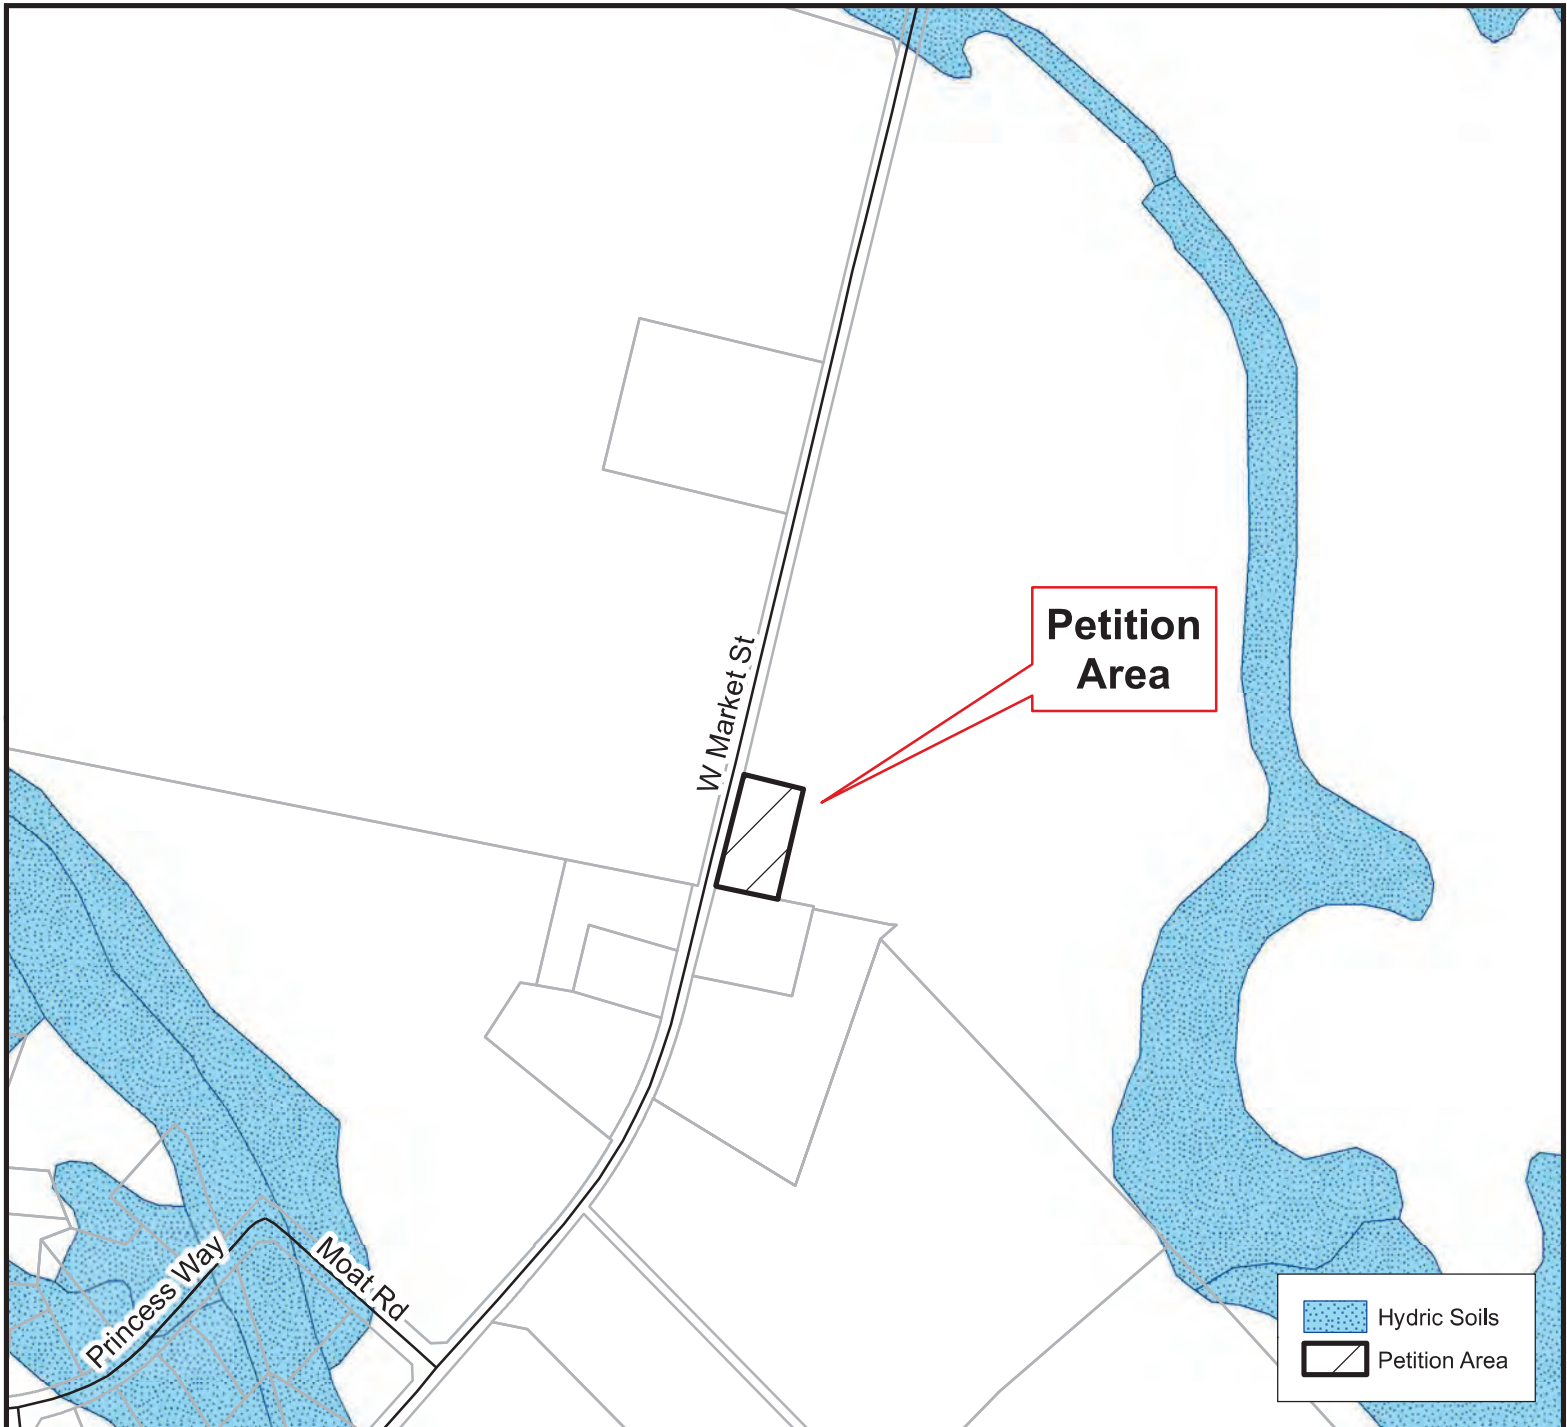 Petition
Area
W Market St
Princess Way
Moat Rd
Hydric Soils
Petition Area